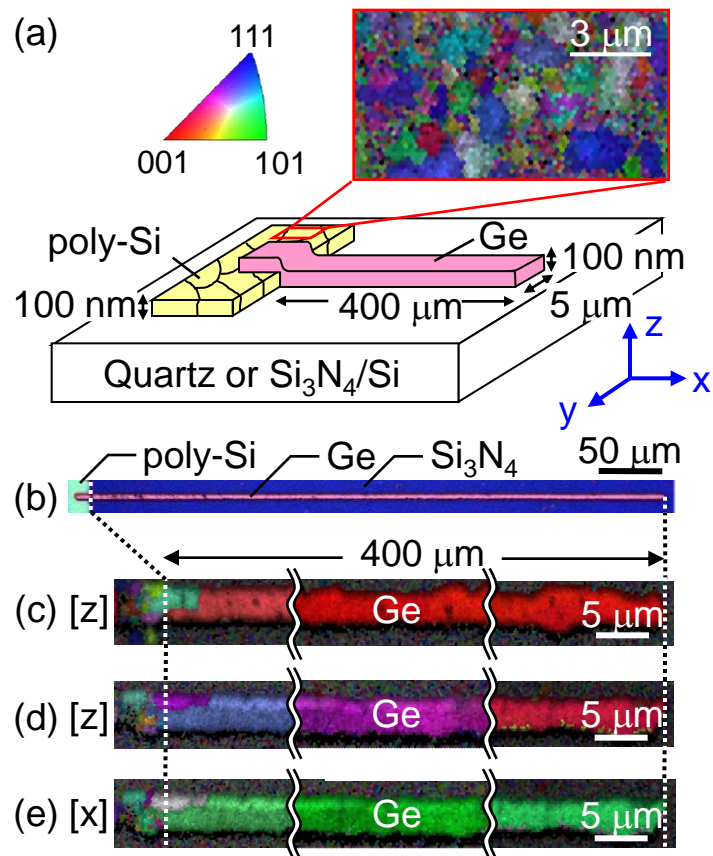 (a)
111
001
101
3 μm
poly-Si
Ge
100 nm
100 nm
400 μm
5 μm
Quartz or Si₃N₄/Si
z
x
y
poly-Si
Ge
Si₃N₄
50 μm
(b)
400 μm
(c) [z]
Ge
5 μm
(d) [z]
Ge
5 μm
(e) [x]
Ge
5 μm